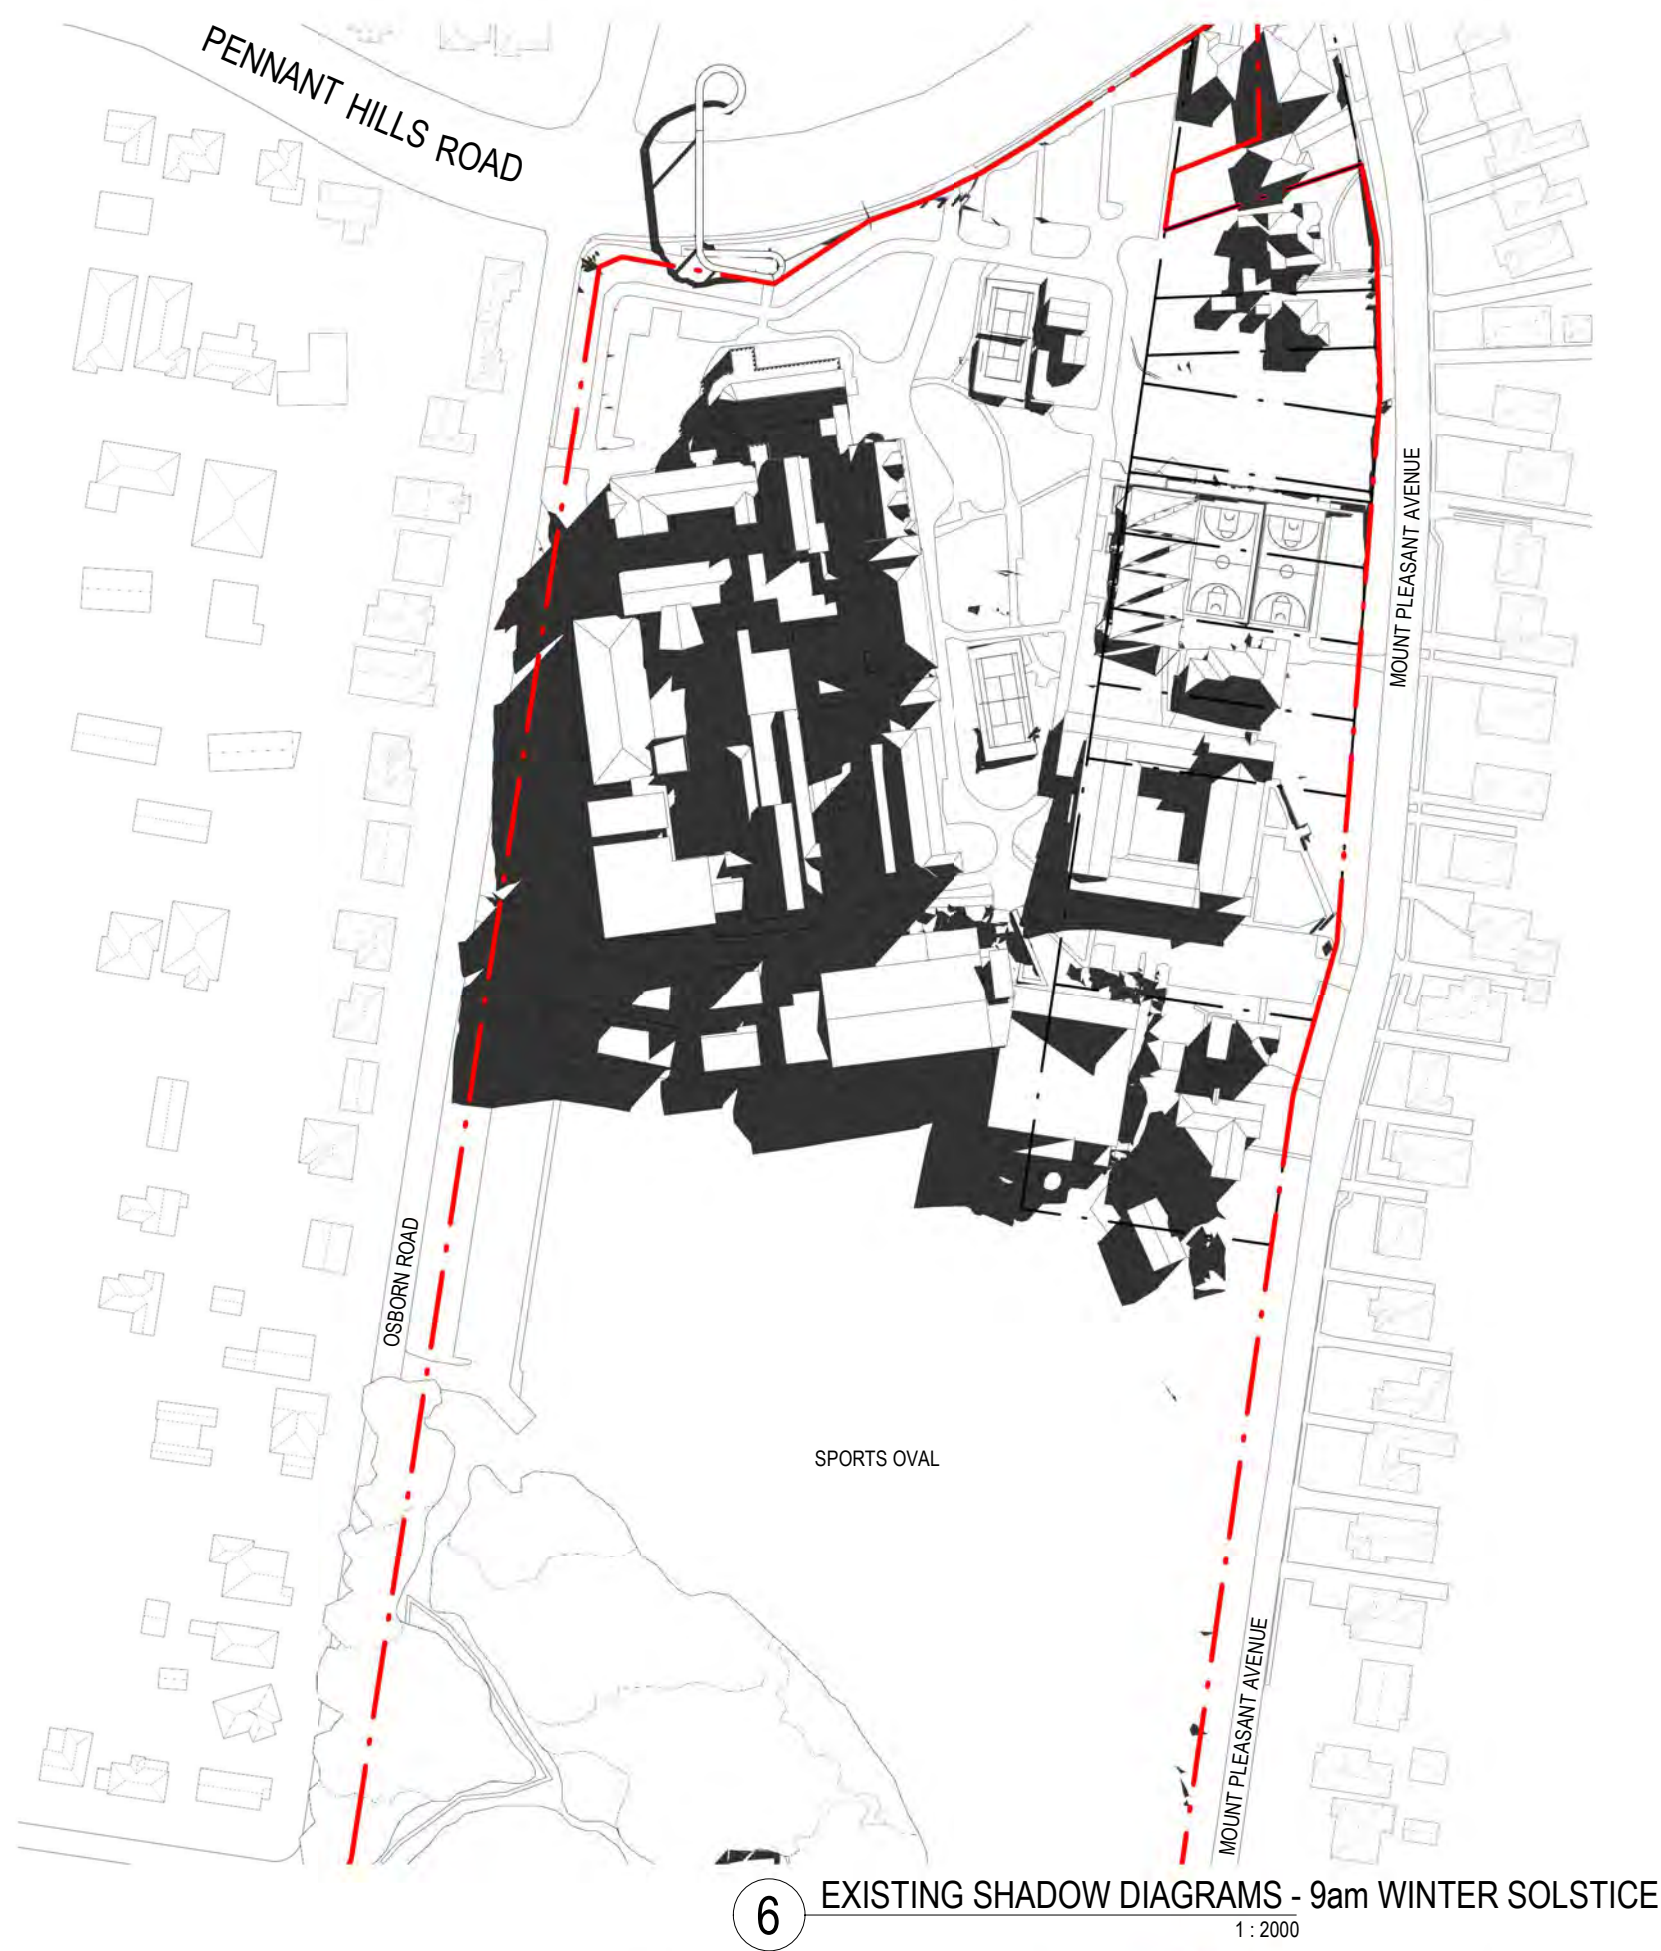 PENNANT HILLS ROAD
MOUNT PLEASANT AVENUE
OSBORN ROAD
SPORTS OVAL
MOUNT PLEASANT AVENUE
6
EXISTING SHADOW DIAGRAMS - 9am WINTER SOLSTICE
1 : 2000